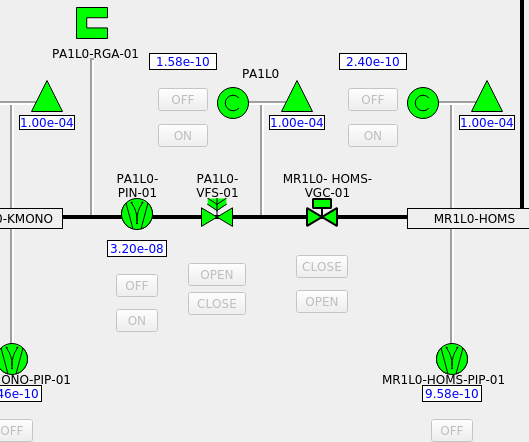 PA1L0-RGA-01
1.58e-10
PA1L0
2.40e-10
OFF
C
OFF
C
1.00e-04
1.00e-04
1.00e-04
ON
ON
PA1L0-
PIN-01
PA1L0-
VFS-01
MR1L0- HOMS-
VGC-01
0-KMONO
MR1L0-HOMS
3.20e-08
OFF
ON
OPEN
CLOSE
CLOSE
OPEN
ONO-PIP-01
46e-10
OFF
MR1L0-HOMS-PIP-01
9.58e-10
OFF